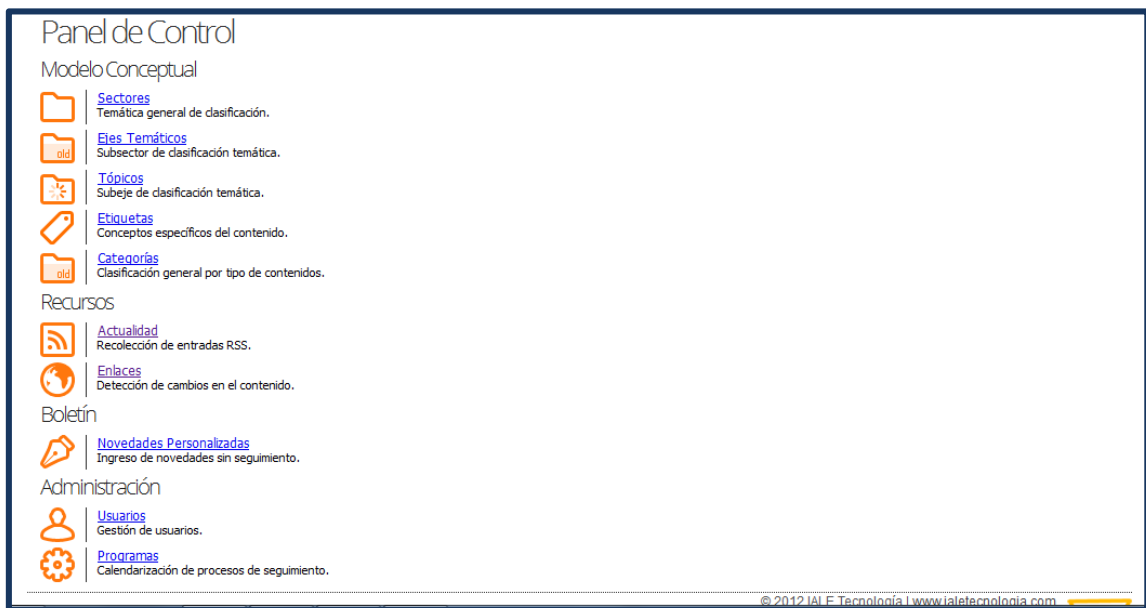 Panel de Control
Modelo Conceptual
Sectores
Temática general de clasificación.
old
Ejes Temáticos
Subsector de clasificación temática.
Tópicos
Subeje de clasificación temática.
Etiquetas
Conceptos específicos del contenido.
old
Categorías
Clasificación general por tipo de contenidos.
Recursos
Actualidad
Recolección de entradas RSS.
Enlaces
Detección de cambios en el contenido.
Boletín
Novedades Personalizadas
Ingreso de novedades sin seguimiento.
Administración
Usuarios
Gestión de usuarios.
Programas
Calendarización de procesos de seguimiento.
© 2012 IALE Tecnología | www.ialetecnologia.com